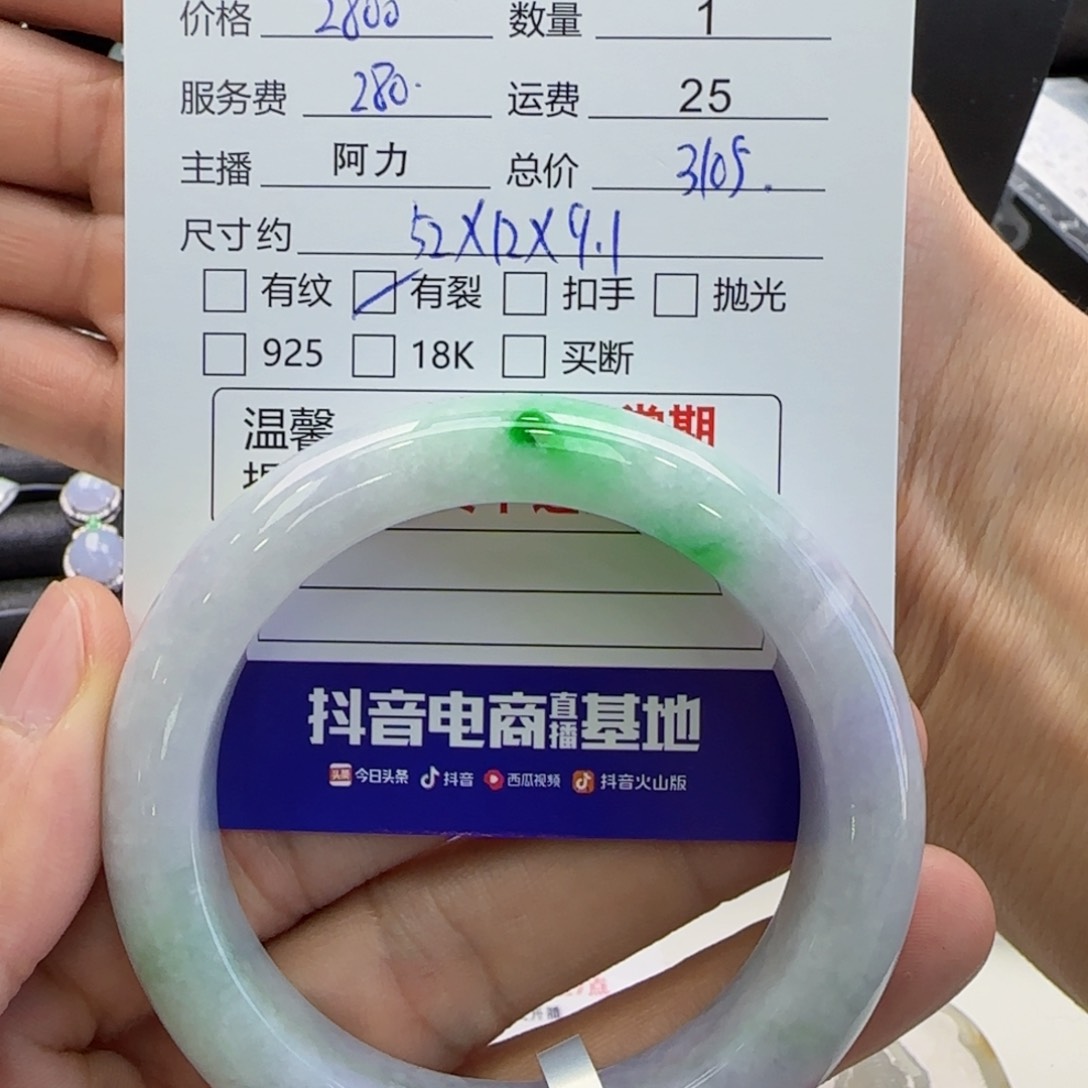 价格 2800 数量 1
服务费 280. 运费 25
主播 阿力 总价 3105.
尺寸约 52X12X9.1
有纹 有裂 扣手 抛光
925 18K 买断
温馨
抖音电商直播基地
头条 今日头条 抖音 西瓜视频 抖音火山版